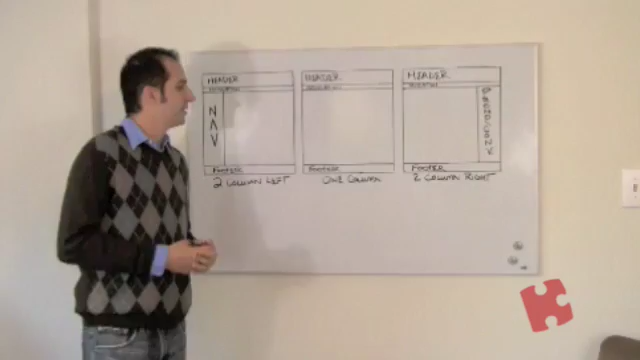 HEADER
NAV
FOOTER
2 COLUMN LEFT
HEADER
FOOTER
ONE COLUMN
HEADER
FOOTER
2 COLUMN RIGHT